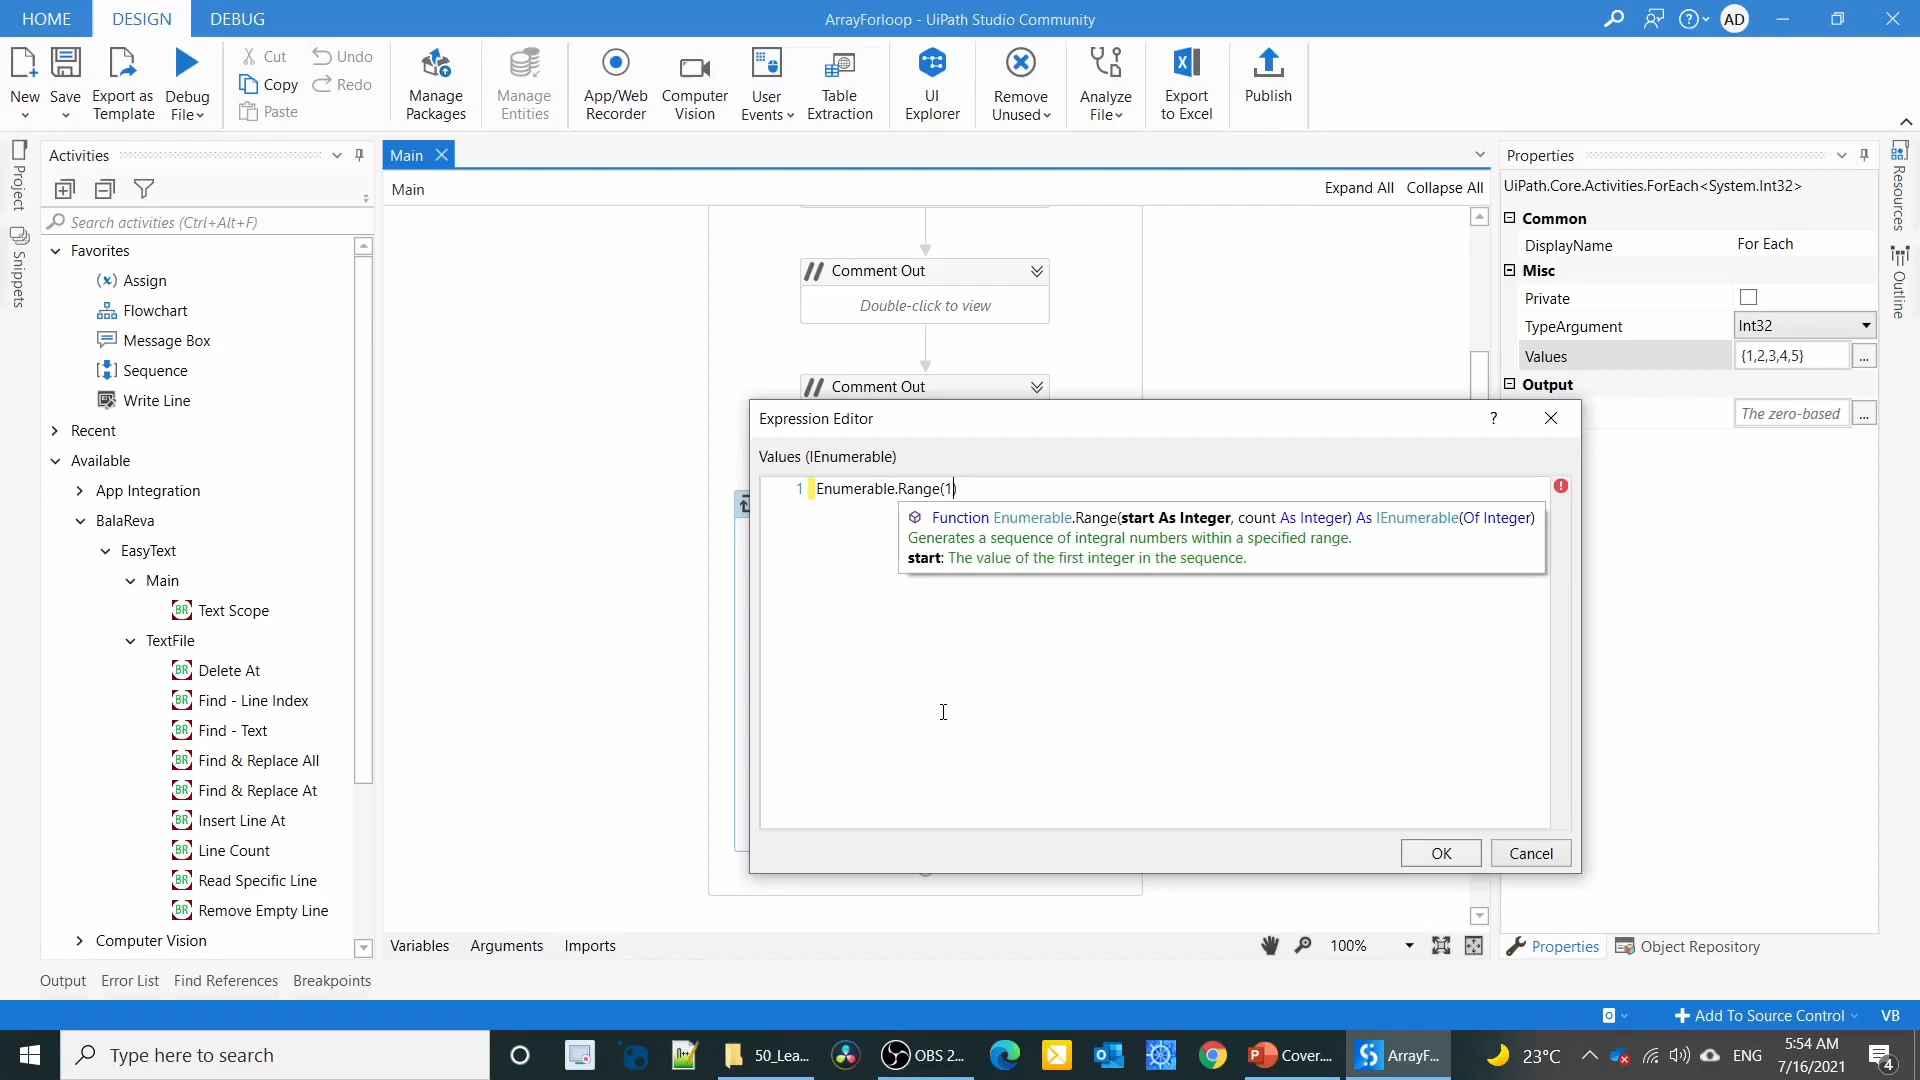 HOME
DESIGN
DEBUG
ArrayForloop - UiPath Studio Community
AD
New
Save
Export as Template
Debug File
Cut
Copy
Paste
Undo
Redo
Manage Packages
Manage Entities
App/Web Recorder
Computer Vision
User Events
Table Extraction
UI Explorer
Remove Unused
Analyze File
Export to Excel
Publish
Project
Snippets
Activities
Search activities (Ctrl+Alt+F)
Favorites
Assign
Flowchart
Message Box
Sequence
Write Line
Recent
Available
App Integration
BalaReva
EasyText
Main
BR Text Scope
TextFile
BR Delete At
BR Find - Line Index
BR Find - Text
BR Find & Replace All
BR Find & Replace At
BR Insert Line At
BR Line Count
BR Read Specific Line
BR Remove Empty Line
Computer Vision
Main
Main
Expand All
Collapse All
// Comment Out
Double-click to view
// Comment Out
Expression Editor
?
Values (IEnumerable)
1 Enumerable.Range(1)
Function Enumerable.Range(start As Integer, count As Integer) As IEnumerable(Of Integer)
Generates a sequence of integral numbers within a specified range.
start: The value of the first integer in the sequence.
OK
Cancel
Variables
Arguments
Imports
100%
Properties
UiPath.Core.Activities.ForEach<System.Int32>
Common
DisplayName
For Each
Misc
Private
TypeArgument
Int32
Values
{1,2,3,4,5}
...
Output
The zero-based
...
Properties
Object Repository
Resources
Outline
Output
Error List
Find References
Breakpoints
Add To Source Control
VB
Type here to search
50_Lea...
OBS 2...
Cover....
ArrayF...
23°C
ENG
5:54 AM
7/16/2021
4